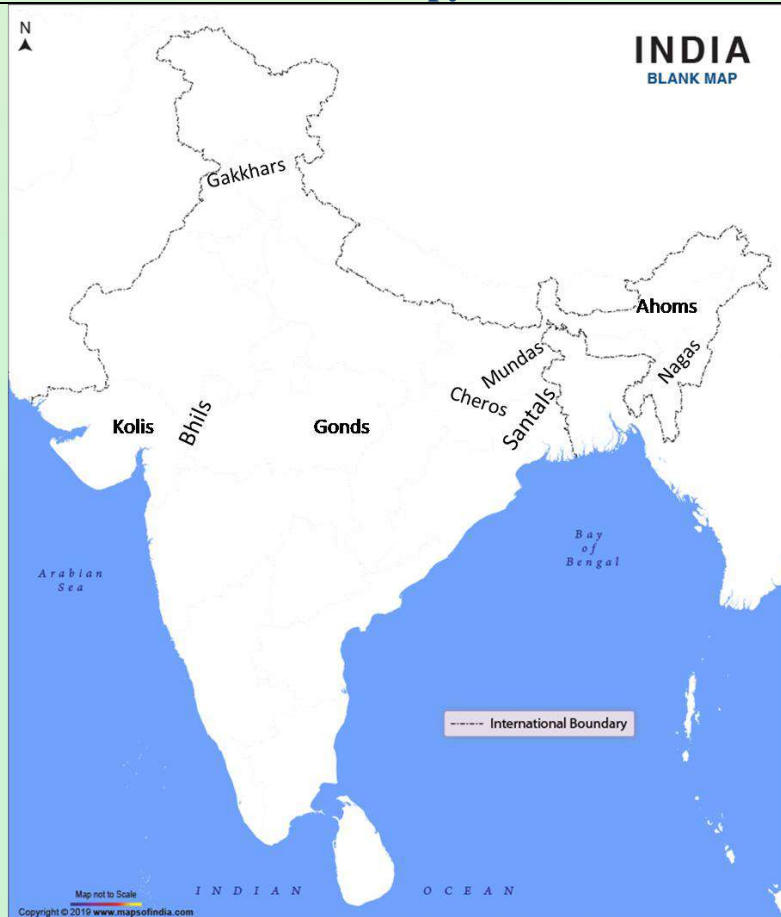 N
INDIA
BLANK MAP
Gakkhars
Ahoms
Mundas
Nagas
Cheros
Santals
Kolis
Bhils
Gonds
Bay
of
Bengal
Arabian
Sea
International Boundary
Map not to Scale
INDIAN OCEAN
Copyright © 2019 www.mapsofindia.com